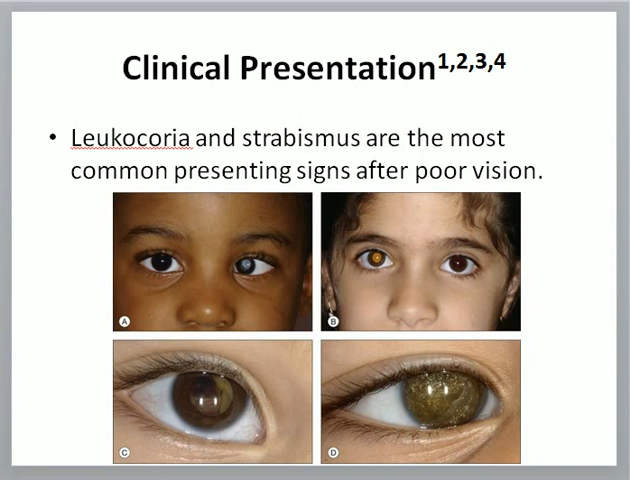 Clinical Presentation1,2,3,4
• Leukocoria and strabismus are the most
common presenting signs after poor vision.
A
B
C
D